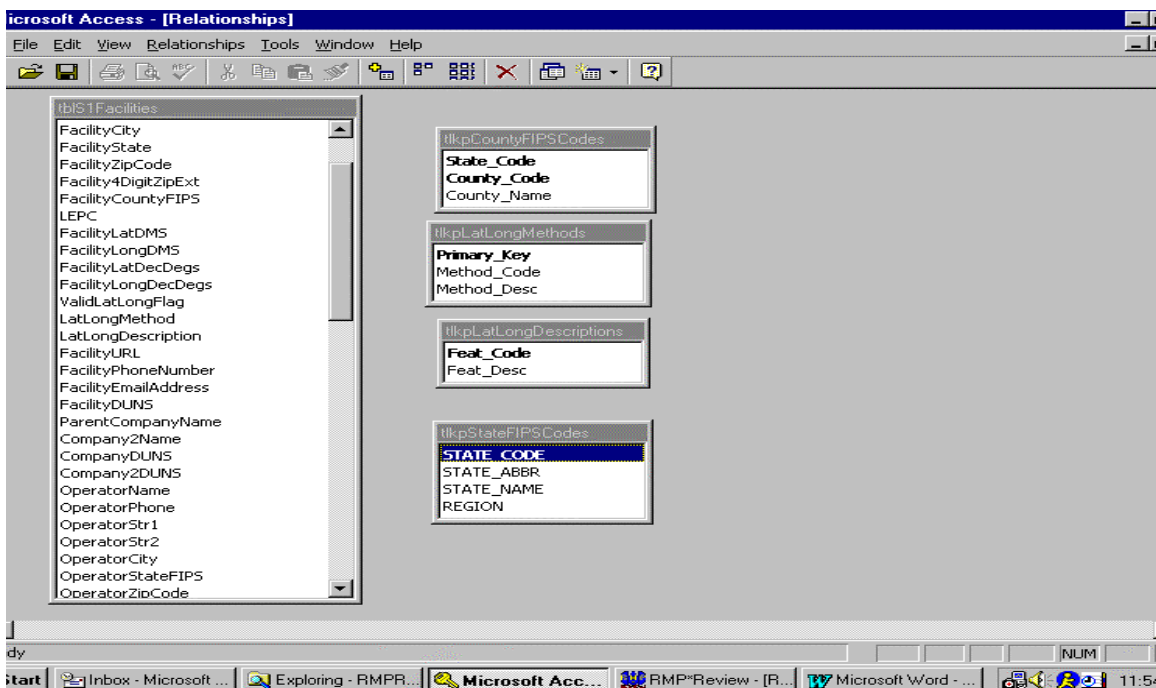 icrosoft Access - [Relationships]
File Edit View Relationships Tools Window Help
tblS1Facilities
FacilityCity
FacilityState
FacilityZipCode
Facility4DigitZipExt
FacilityCountyFIPS
LEPC
FacilityLatDMS
FacilityLongDMS
FacilityLatDecDegs
FacilityLongDecDegs
ValidLatLongFlag
LatLongMethod
LatLongDescription
FacilityURL
FacilityPhoneNumber
FacilityEmailAddress
FacilityDUNS
ParentCompanyName
Company2Name
CompanyDUNS
Company2DUNS
OperatorName
OperatorPhone
OperatorStr1
OperatorStr2
OperatorCity
OperatorStateFIPS
OperatorZipCode
tlkpCountyFIPSCodes
State_Code
County_Code
County_Name
tlkpLatLongMethods
Primary_Key
Method_Code
Method_Desc
tlkpLatLongDescriptions
Feat_Code
Feat_Desc
tlkpStateFIPSCodes
STATE_CODE
STATE_ABBR
STATE_NAME
REGION
dy NUM
Start Inbox - Microsoft ... Exploring - RMPR... Microsoft Acc... RMP*Review - [R... Microsoft Word - ... 11:54